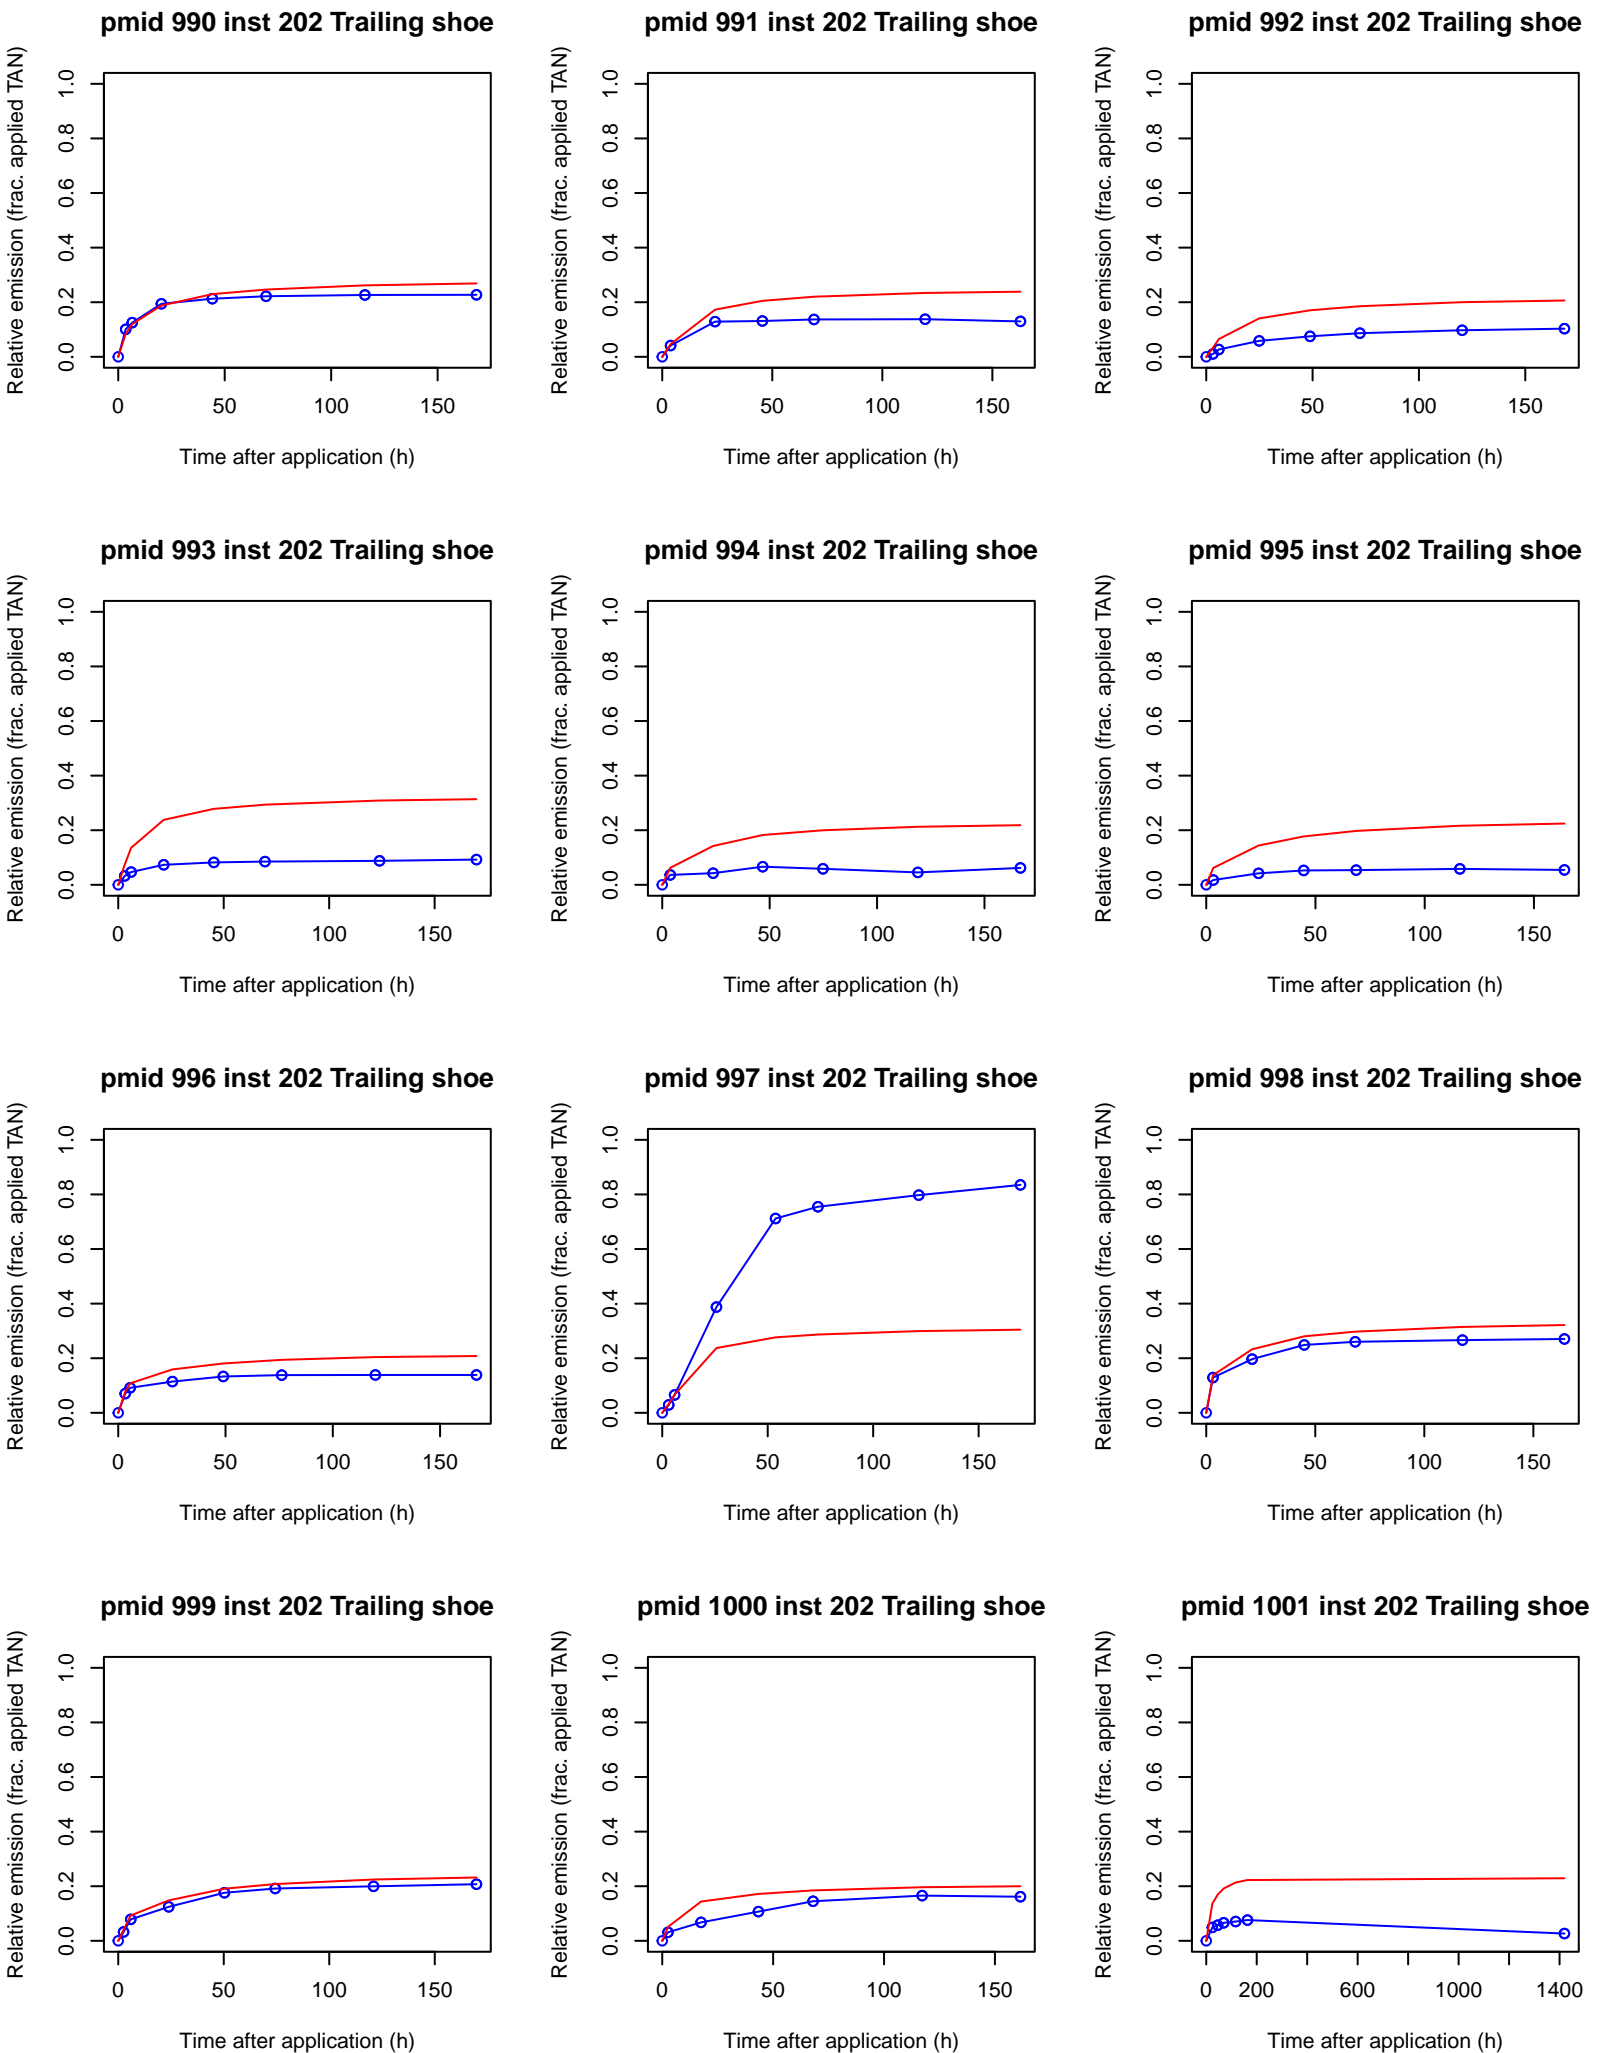 pmid 990 inst 202 Trailing shoe
Relative emission (frac. applied TAN)
1.0
0.8
0.6
0.4
0.2
0.0
0 50 100 150
Time after application (h)
pmid 991 inst 202 Trailing shoe
Relative emission (frac. applied TAN)
1.0
0.8
0.6
0.4
0.2
0.0
0 50 100 150
Time after application (h)
pmid 992 inst 202 Trailing shoe
Relative emission (frac. applied TAN)
1.0
0.8
0.6
0.4
0.2
0.0
0 50 100 150
Time after application (h)
pmid 993 inst 202 Trailing shoe
Relative emission (frac. applied TAN)
1.0
0.8
0.6
0.4
0.2
0.0
0 50 100 150
Time after application (h)
pmid 994 inst 202 Trailing shoe
Relative emission (frac. applied TAN)
1.0
0.8
0.6
0.4
0.2
0.0
0 50 100 150
Time after application (h)
pmid 995 inst 202 Trailing shoe
Relative emission (frac. applied TAN)
1.0
0.8
0.6
0.4
0.2
0.0
0 50 100 150
Time after application (h)
pmid 996 inst 202 Trailing shoe
Relative emission (frac. applied TAN)
1.0
0.8
0.6
0.4
0.2
0.0
0 50 100 150
Time after application (h)
pmid 997 inst 202 Trailing shoe
Relative emission (frac. applied TAN)
1.0
0.8
0.6
0.4
0.2
0.0
0 50 100 150
Time after application (h)
pmid 998 inst 202 Trailing shoe
Relative emission (frac. applied TAN)
1.0
0.8
0.6
0.4
0.2
0.0
0 50 100 150
Time after application (h)
pmid 999 inst 202 Trailing shoe
Relative emission (frac. applied TAN)
1.0
0.8
0.6
0.4
0.2
0.0
0 50 100 150
Time after application (h)
pmid 1000 inst 202 Trailing shoe
Relative emission (frac. applied TAN)
1.0
0.8
0.6
0.4
0.2
0.0
0 50 100 150
Time after application (h)
pmid 1001 inst 202 Trailing shoe
Relative emission (frac. applied TAN)
1.0
0.8
0.6
0.4
0.2
0.0
0 200 600 1000 1400
Time after application (h)